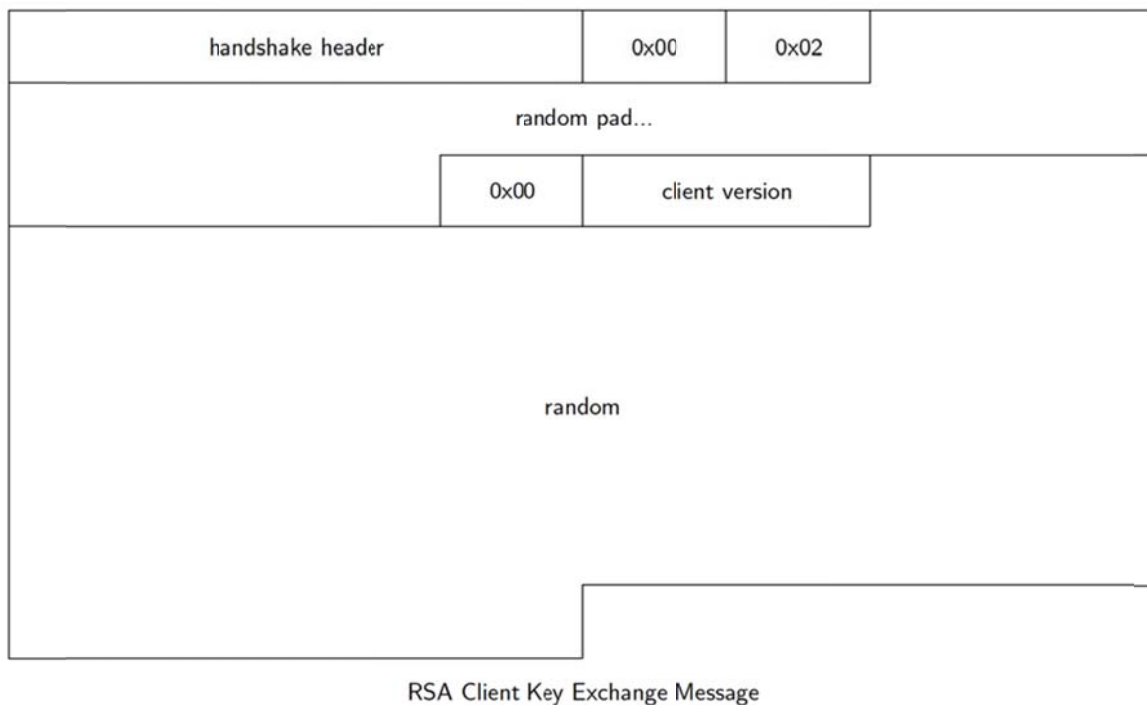 handshake header 0x00 0x02
random pad...
0x00 client version
random
RSA Client Key Exchange Message